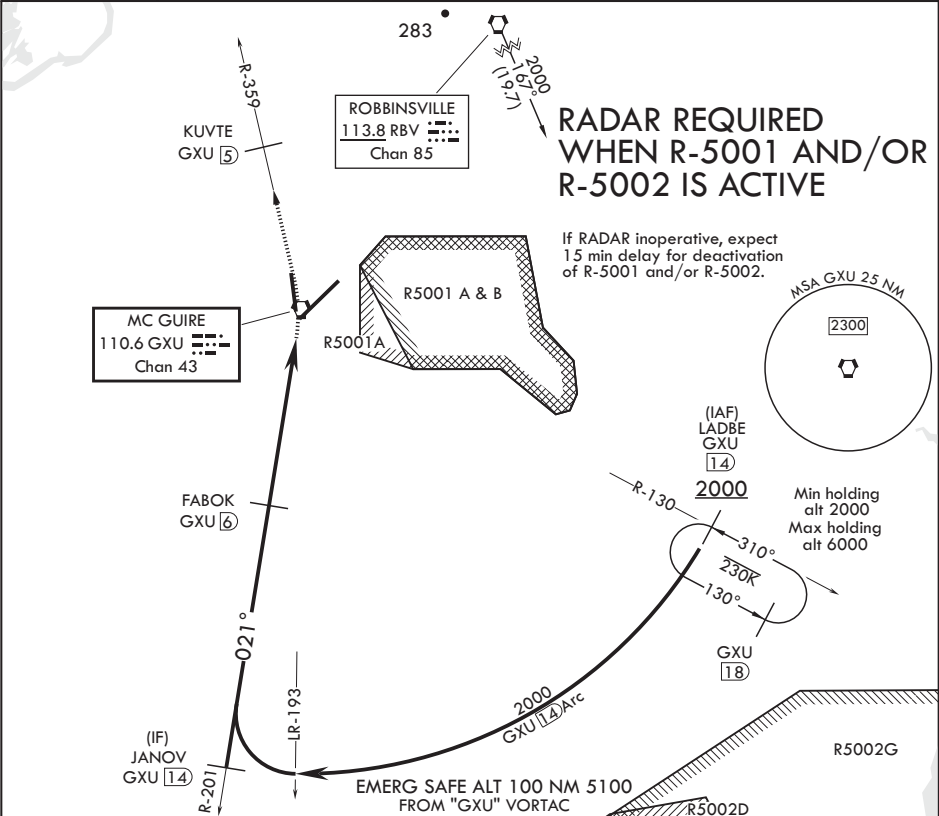 283
2000
167°
(19.7)
R-359
ROBBINSVILLE
113.8 RBV
Chan 85
RADAR REQUIRED
WHEN R-5001 AND/OR
R-5002 IS ACTIVE
KUVTE
GXU 5
If RADAR inoperative, expect
15 min delay for deactivation
of R-5001 and/or R-5002.
R5001 A & B
MSA GXU 25 NM
2300
MC GUIRE
110.6 GXU
Chan 43
R5001A
(IAF)
LADBE
GXU
14
2000
R-130
Min holding
alt 2000
Max holding
alt 6000
FABOK
GXU 6
310°
230K
130°
GXU
18
021°
LR-193
2000
GXU 14 Arc
(IF)
JANOV
GXU 14
R-201
EMERG SAFE ALT 100 NM 5100
FROM "GXU" VORTAC
R5002G
R5002D